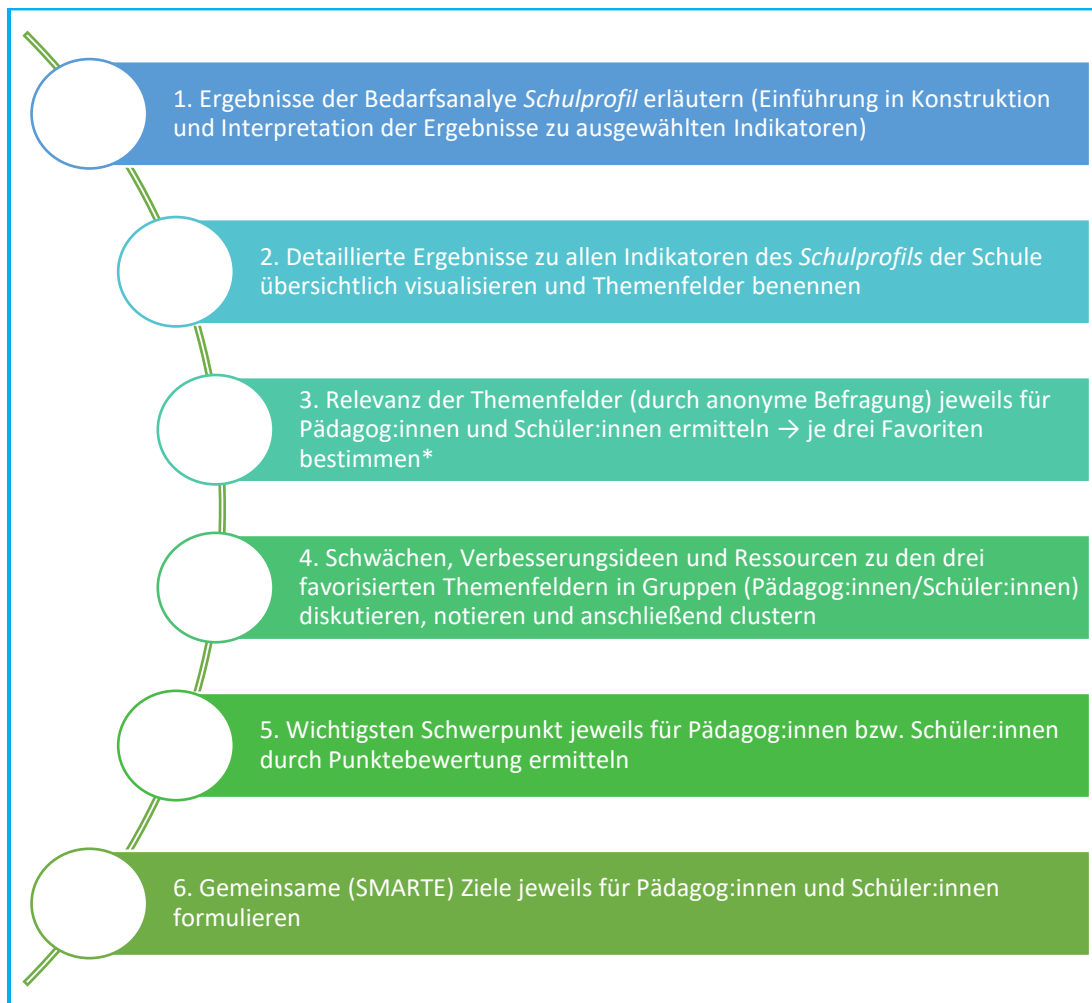 1. Ergebnisse der Bedarfsanalye Schulprofil erläutern (Einführung in Konstruktion
und Interpretation der Ergebnisse zu ausgewählten Indikatoren)
2. Detaillierte Ergebnisse zu allen Indikatoren des Schulprofils der Schule
übersichtlich visualisieren und Themenfelder benennen
3. Relevanz der Themenfelder (durch anonyme Befragung) jeweils für
Pädagog:innen und Schüler:innen ermitteln → je drei Favoriten
bestimmen*
4. Schwächen, Verbesserungsideen und Ressourcen zu den drei
favorisierten Themenfeldern in Gruppen (Pädagog:innen/Schüler:innen)
diskutieren, notieren und anschließend clustern
5. Wichtigsten Schwerpunkt jeweils für Pädagog:innen bzw. Schüler:innen
durch Punktebewertung ermitteln
6. Gemeinsame (SMARTE) Ziele jeweils für Pädagog:innen und Schüler:innen
formulieren